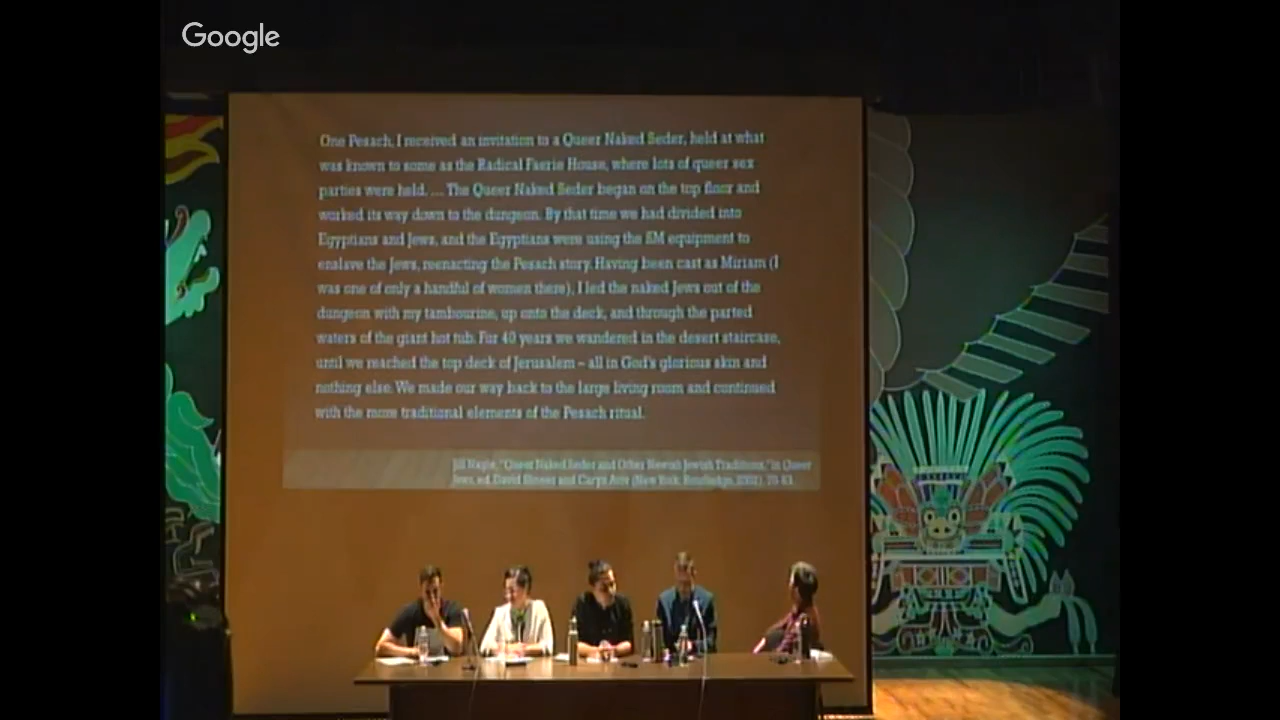 Google
One Pesach, I received an invitation to a Queer Naked Seder, held at what
was known to some as the Radical Faerie House, where lots of queer sex
parties were held. ... The Queer Naked Seder began on the top floor and
worked its way down to the dungeon. By that time we had divided into
Egyptians and Jews, and the Egyptians were using the SM equipment to
enslave the Jews, reenacting the Pesach story. Having been cast as Miriam (I
was one of only a handful of women there), I led the naked Jews out of the
dungeon with my tambourine, up onto the deck, and through the parted
waters of the giant hot tub. For 40 years we wandered in the desert staircase,
until we reached the top deck of Jerusalem – all in God's glorious skin and
nothing else. We made our way back to the large living room and continued
with the more traditional elements of the Pesach ritual.
Jill Nagle, "Queer Naked Seder and Other Newish Jewish Traditions," in Queer
Jews, ed. David Shneer and Caryn Aviv (New York: Routledge, 2002),